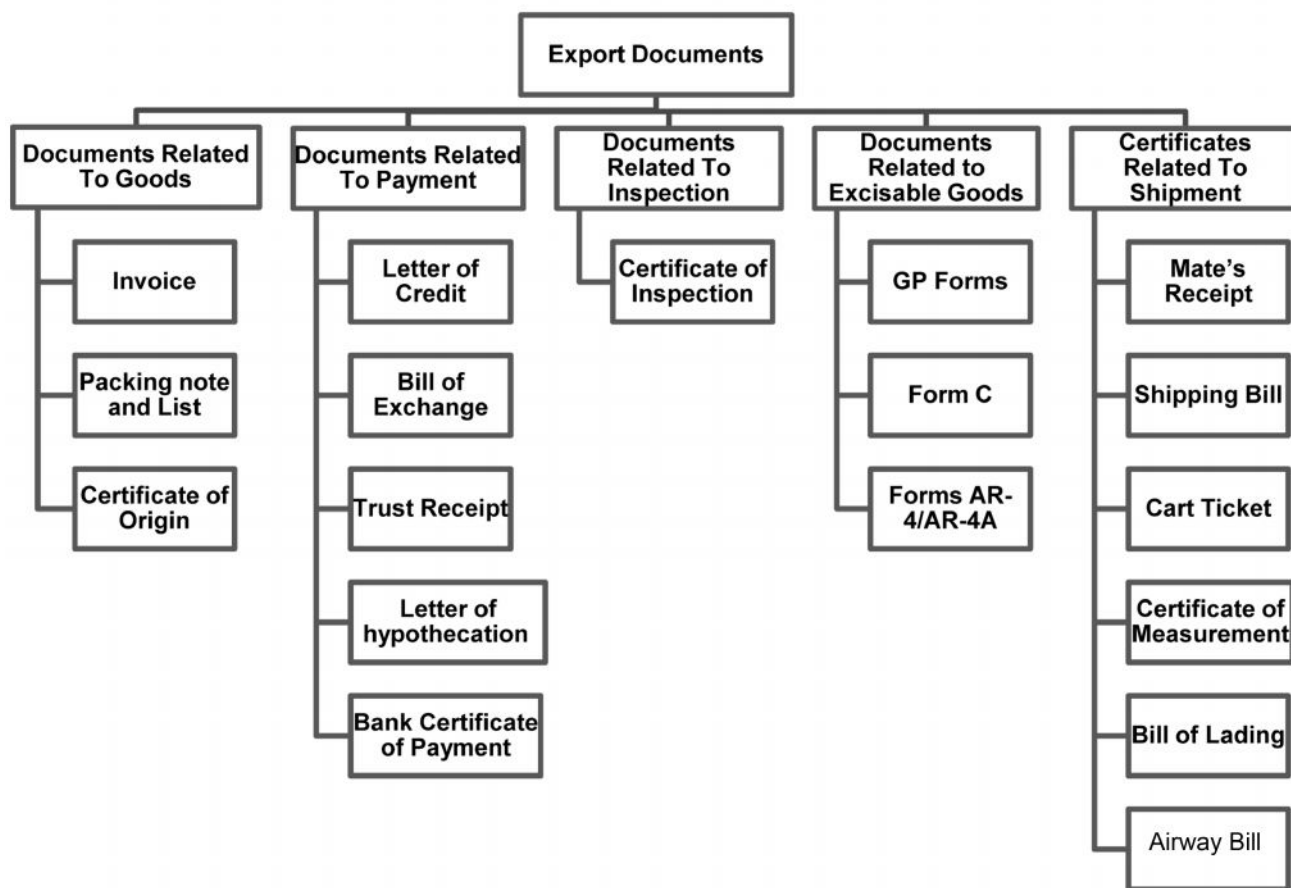 Export Documents
Documents Related
To Goods
Invoice
Packing note
and List
Certificate of
Origin
Documents Related
To Payment
Letter of
Credit
Bill of
Exchange
Trust Receipt
Letter of
hypothecation
Bank Certificate
of Payment
Documents
Related To
Inspection
Certificate of
Inspection
Documents
Related to
Excisable Goods
GP Forms
Form C
Forms AR-
4/AR-4A
Certificates
Related To
Shipment
Mate’s
Receipt
Shipping Bill
Cart Ticket
Certificate of
Measurement
Bill of Lading
Airway Bill